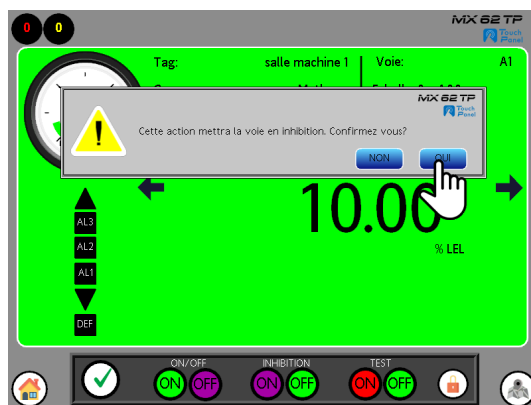 0 0
MX 62 TP
Touch Panel
Tag: salle machine 1 Voie: A1
MX 62 TP
Touch Panel
Cette action mettra la voie en inhibition. Confirmez vous?
NON OUI
10.00
% LEL
AL3
AL2
AL1
DEF
ON/OFF INHIBITION TEST
ON OFF ON OFF ON OFF